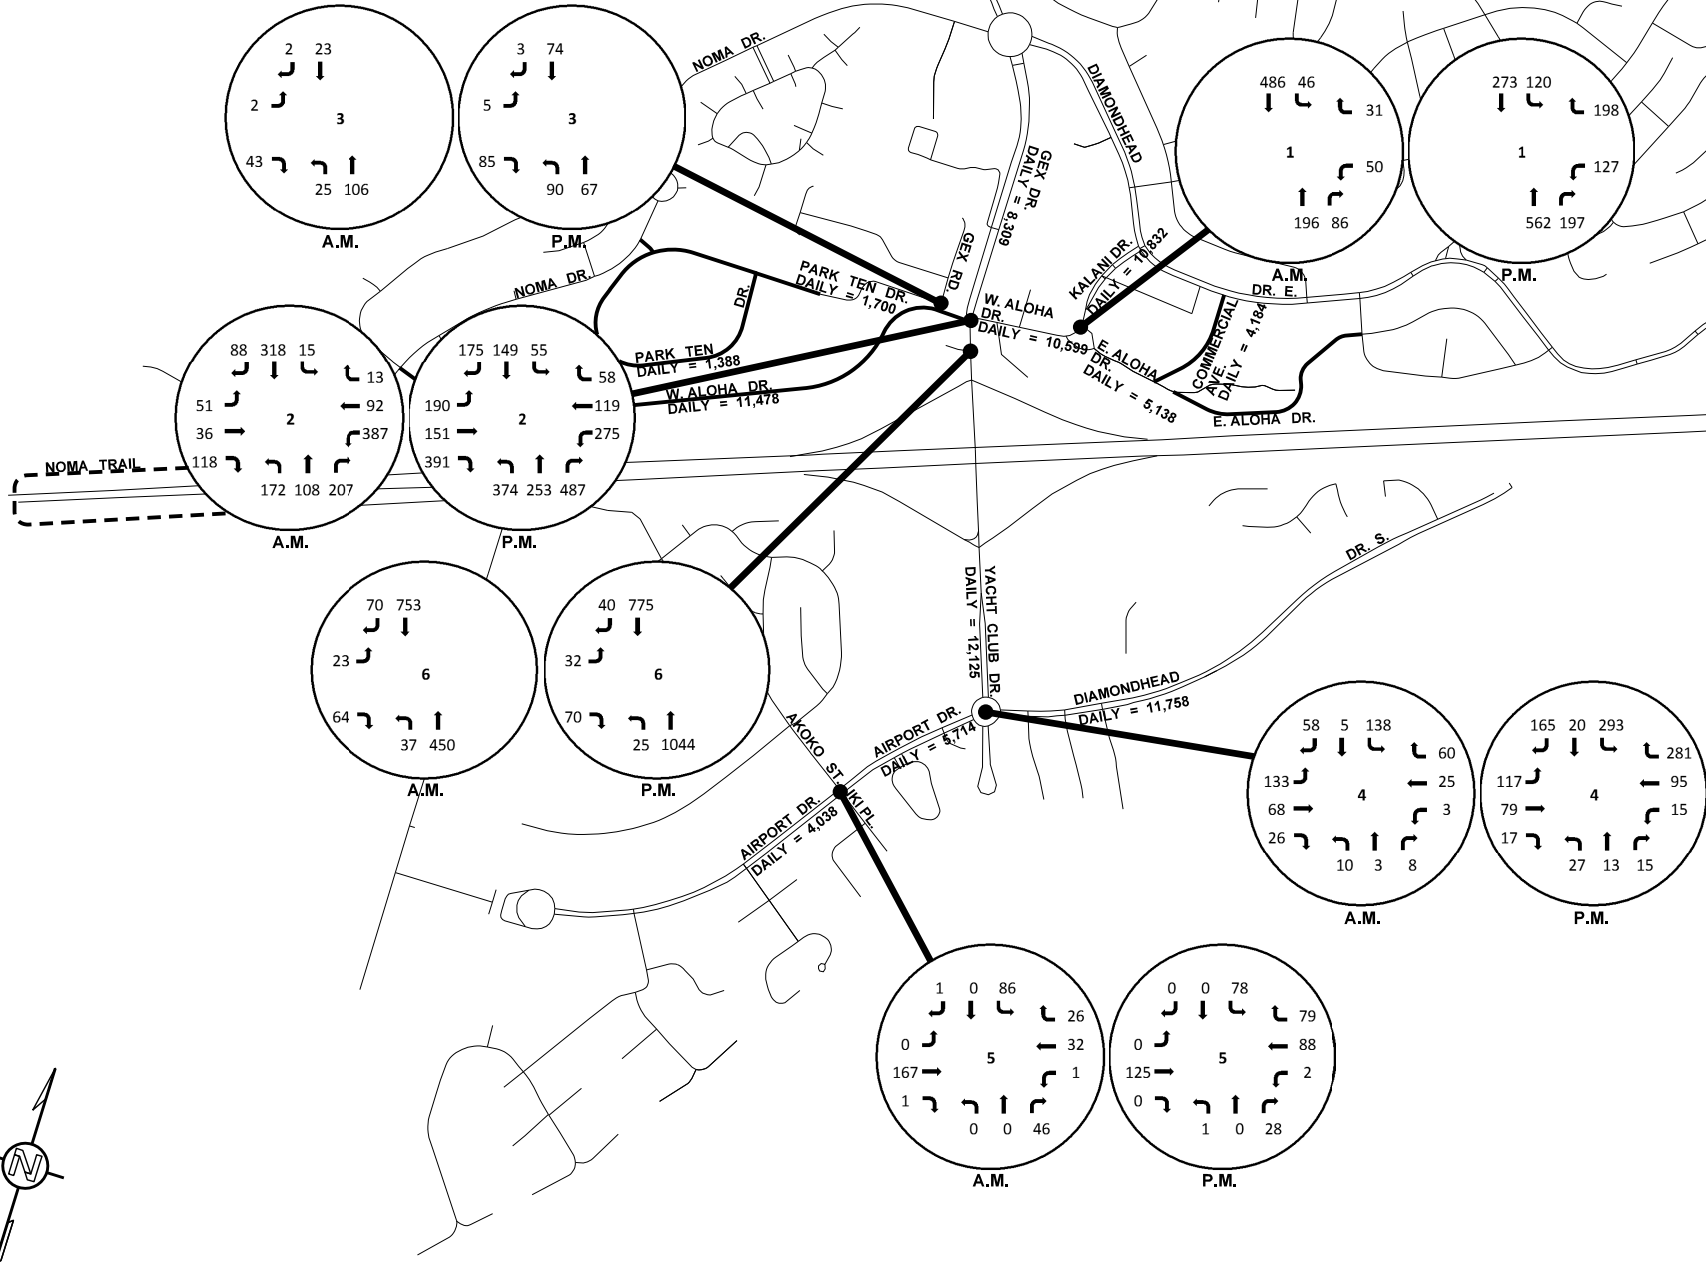 2 23
2
3
43
25 106
A.M.
3 74
5
3
85
90 67
P.M.
NOMA DR.
DIAMONDHEAD
GEX DR.
DAILY = 8,309
486 46
31
1
50
196 86
A.M.
273 120
198
1
127
562 197
P.M.
KALANI DR.
DAILY = 10,832
DR. E.
GEX RD.
PARK TEN DR.
DAILY = 1,700
W. ALOHA
DR.
DAILY = 10,599
NOMA DR.
DR.
PARK TEN
DAILY = 1,388
W. ALOHA DR.
DAILY = 11,478
E. ALOHA
DR.
DAILY = 5,138
COMMERCIAL
AVE.
DAILY = 4,184
E. ALOHA DR.
88 318 15
13
51
92
36
2
387
118
172 108 207
A.M.
175 149 55
58
190
119
151
2
275
391
374 253 487
P.M.
NOMA TRAIL
70 753
23
6
64
37 450
A.M.
40 775
32
6
70
25 1044
P.M.
YACHT CLUB DR.
DAILY = 12,125
DR. S.
DIAMONDHEAD
DAILY = 11,758
AIRPORT DR.
DAILY = 5,714
AKOKO ST.
IKI PL.
AIRPORT DR.
DAILY = 4,038
58 5 138
60
133
25
68
4
3
26
10 3 8
A.M.
165 20 293
281
117
95
79
4
15
17
27 13 15
P.M.
1 0 86
26
0
32
167
5
1
1
0 0 46
A.M.
0 0 78
79
0
88
125
5
2
0
1 0 28
P.M.
N